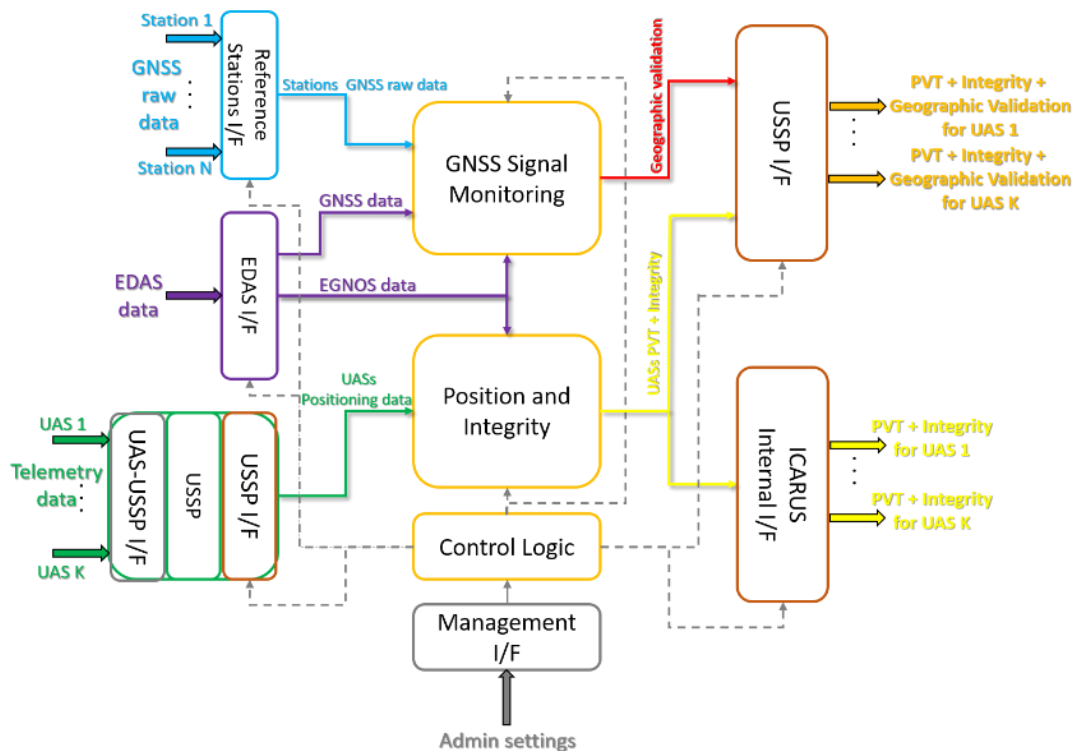 Station 1
GNSS
raw
data
Station N
Reference
Stations I/F
Stations GNSS raw data
GNSS Signal
Monitoring
Geographic validation
USSP I/F
PVT + Integrity +
Geographic Validation
for UAS 1
PVT + Integrity +
Geographic Validation
for UAS K
EDAS
data
EDAS I/F
GNSS data
EGNOS data
UASs PVT + Integrity
UAS 1
Telemetry
data
UAS K
UAS-USSP I/F
USSP
USSP I/F
UASs
Positioning data
Position and
Integrity
ICARUS
Internal I/F
PVT + Integrity
for UAS 1
PVT + Integrity
for UAS K
Control Logic
Management
I/F
Admin settings